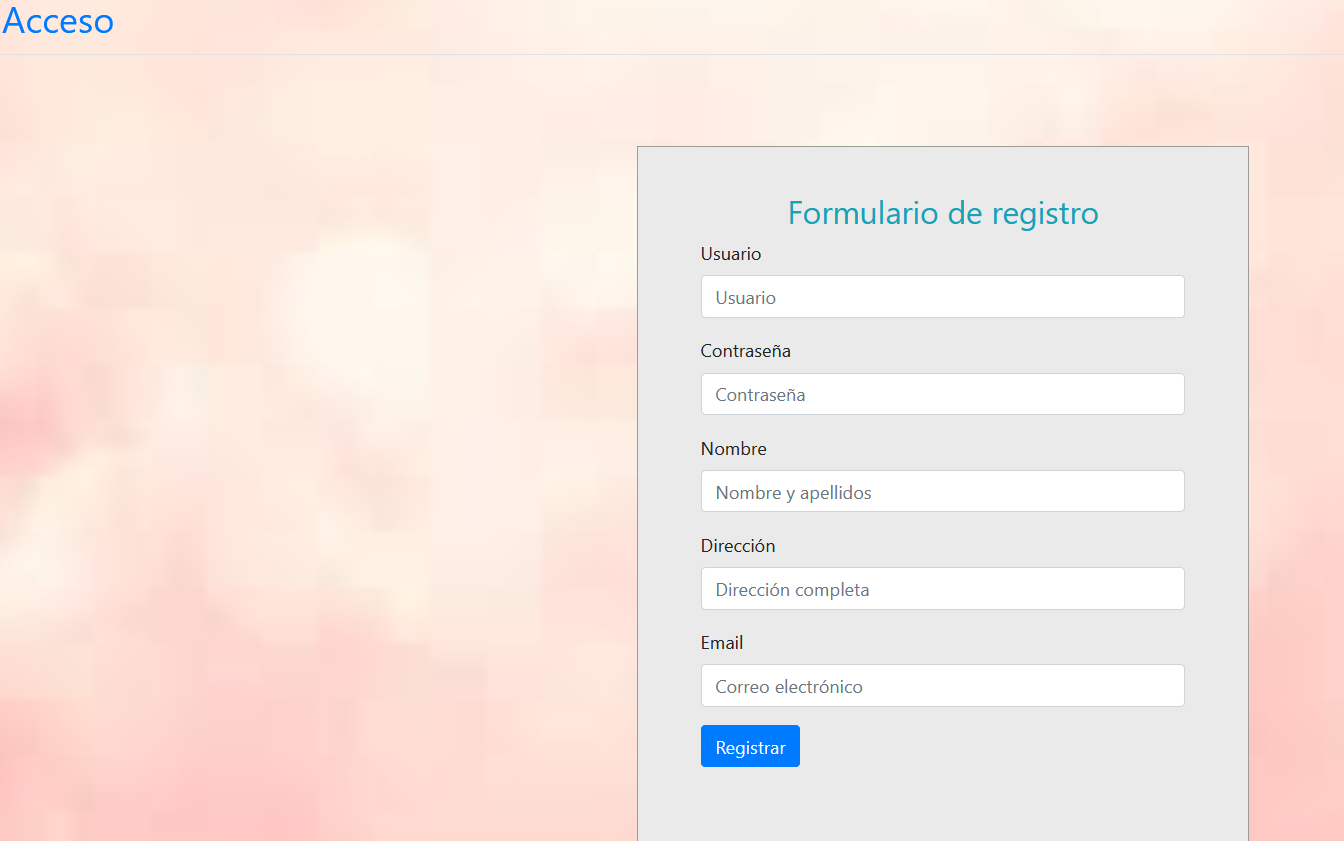 Acceso
Formulario de registro
Usuario
Usuario
Contraseña
Contraseña
Nombre
Nombre y apellidos
Dirección
Dirección completa
Email
Correo electrónico
Registrar